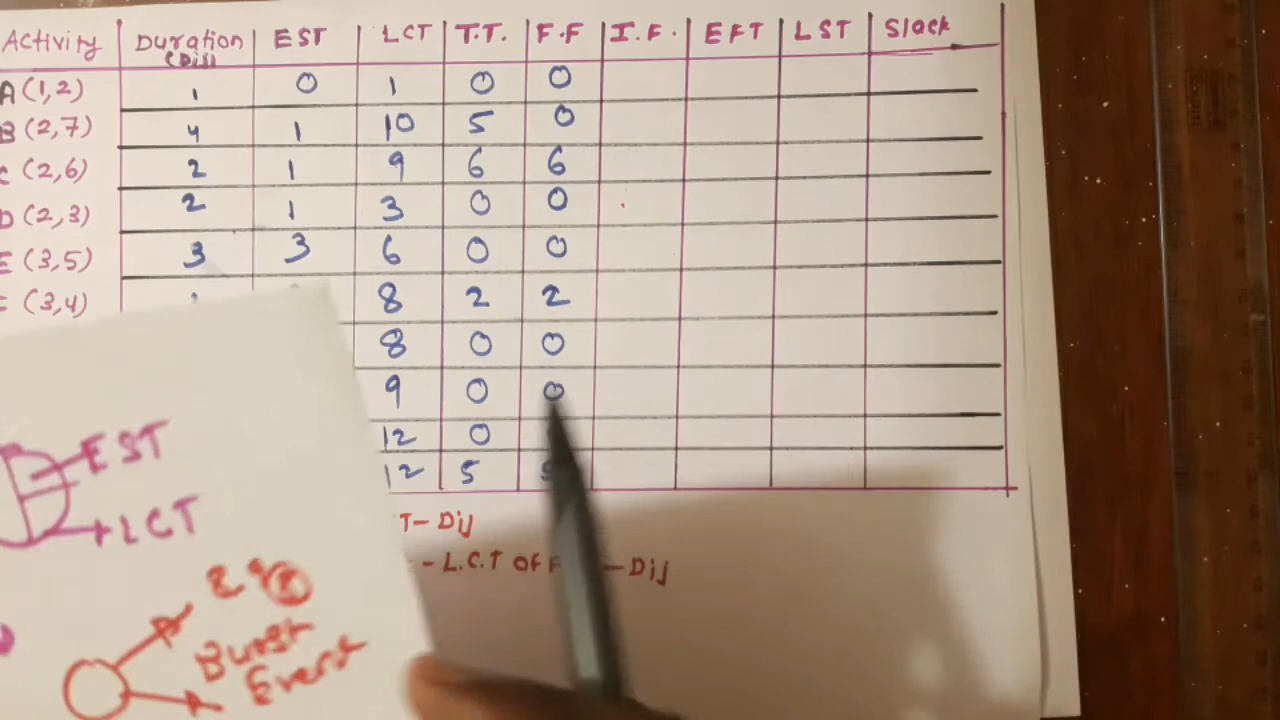 Activity Duration EST LCT T.T. F.F I.F. EFT LST Slack
(Dij)
A (1,2) 1 0 1 0 0
B (2,7) 4 1 10 5 0
C (2,6) 2 1 9 6 6
D (2,3) 2 1 3 0 0
E (3,5) 3 3 6 0 0
(3,4) 8 2 2
8 0 0
9 0 0
12 0
12 5
EST
LCT
T-Dij
- L.C.T OF -Dij
Burst
Event